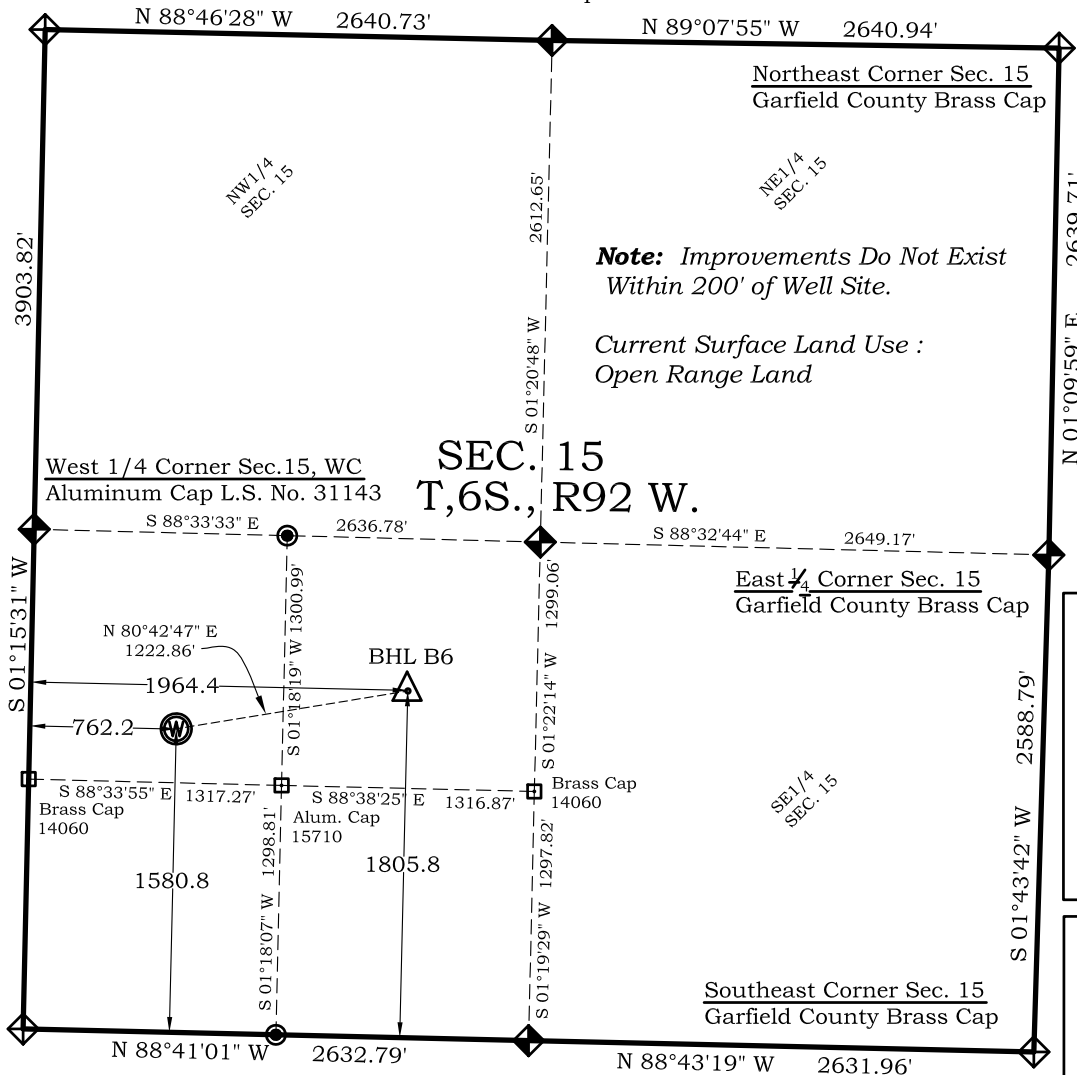 N 88°46'28" W 2640.73'
N 89°07'55" W 2640.94'
Northeast Corner Sec. 15
Garfield County Brass Cap
NW1/4
SEC. 15
NE1/4
SEC. 15
2612.65'
S 01°20'48" W
3903.82'
2639.71'
N 01°09'59" E
Note: Improvements Do Not Exist
Within 200' of Well Site.
Current Surface Land Use :
Open Range Land
SEC. 15
T,6S., R92 W.
West 1/4 Corner Sec.15, WC
Aluminum Cap L.S. No. 31143
S 88°33'33" E 2636.78'
S 88°32'44" E 2649.17'
East 1/4 Corner Sec. 15
Garfield County Brass Cap
S 01°15'31" W
S 01°18'19" W 1300.99'
S 01°22'14" W 1299.06'
N 80°42'47" E
1222.86'
BHL B6
1964.4
762.2
W
S 88°33'55" E 1317.27'
S 88°38'25" E 1316.87'
Brass Cap
14060
Alum. Cap
15710
Brass Cap
14060
1580.8
1805.8
S 01°18'07" W 1298.81'
S 01°19'29" W 1297.82'
SE1/4
SEC. 15
S 01°43'42" W 2588.79'
Southeast Corner Sec. 15
Garfield County Brass Cap
N 88°41'01" W 2632.79'
N 88°43'19" W 2631.96'